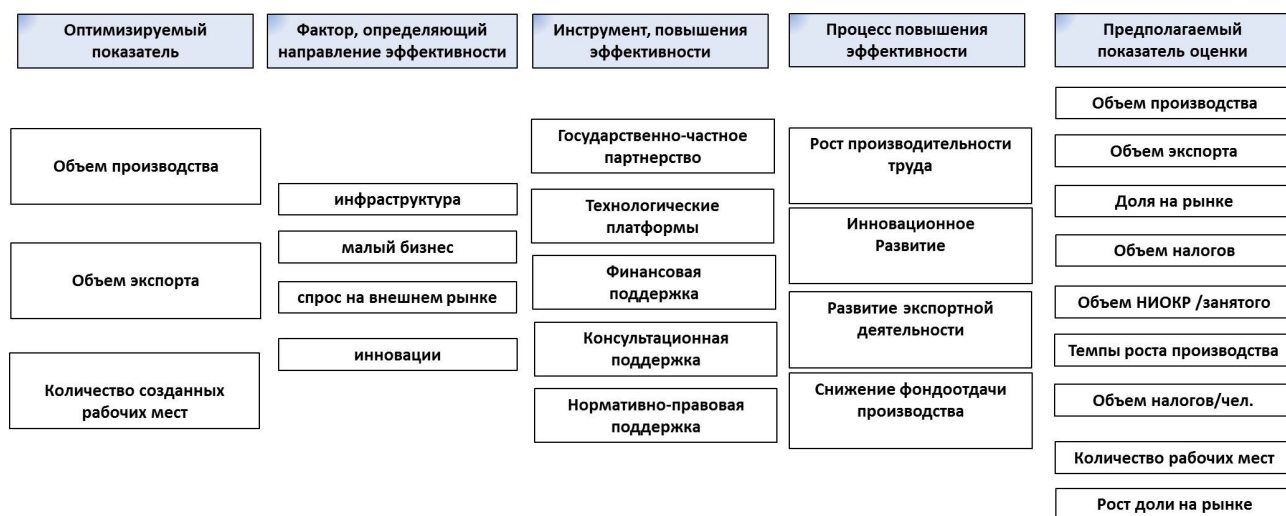 Оптимизируемый
показатель
Фактор, определяющий
направление эффективности
Инструмент, повышения
эффективности
Процесс повышения
эффективности
Предполагаемый
показатель оценки
Объем производства
Объем экспорта
Количество созданных
рабочих мест
инфраструктура
малый бизнес
спрос на внешнем рынке
инновации
Государственно-частное
партнерство
Технологические
платформы
Финансовая
поддержка
Консультационная
поддержка
Нормативно-правовая
поддержка
Рост производительности
труда
Инновационное
Развитие
Развитие экспортной
деятельности
Снижение фондоотдачи
производства
Объем производства
Объем экспорта
Доля на рынке
Объем налогов
Объем НИОКР /занятого
Темпы роста производства
Объем налогов/чел.
Количество рабочих мест
Рост доли на рынке